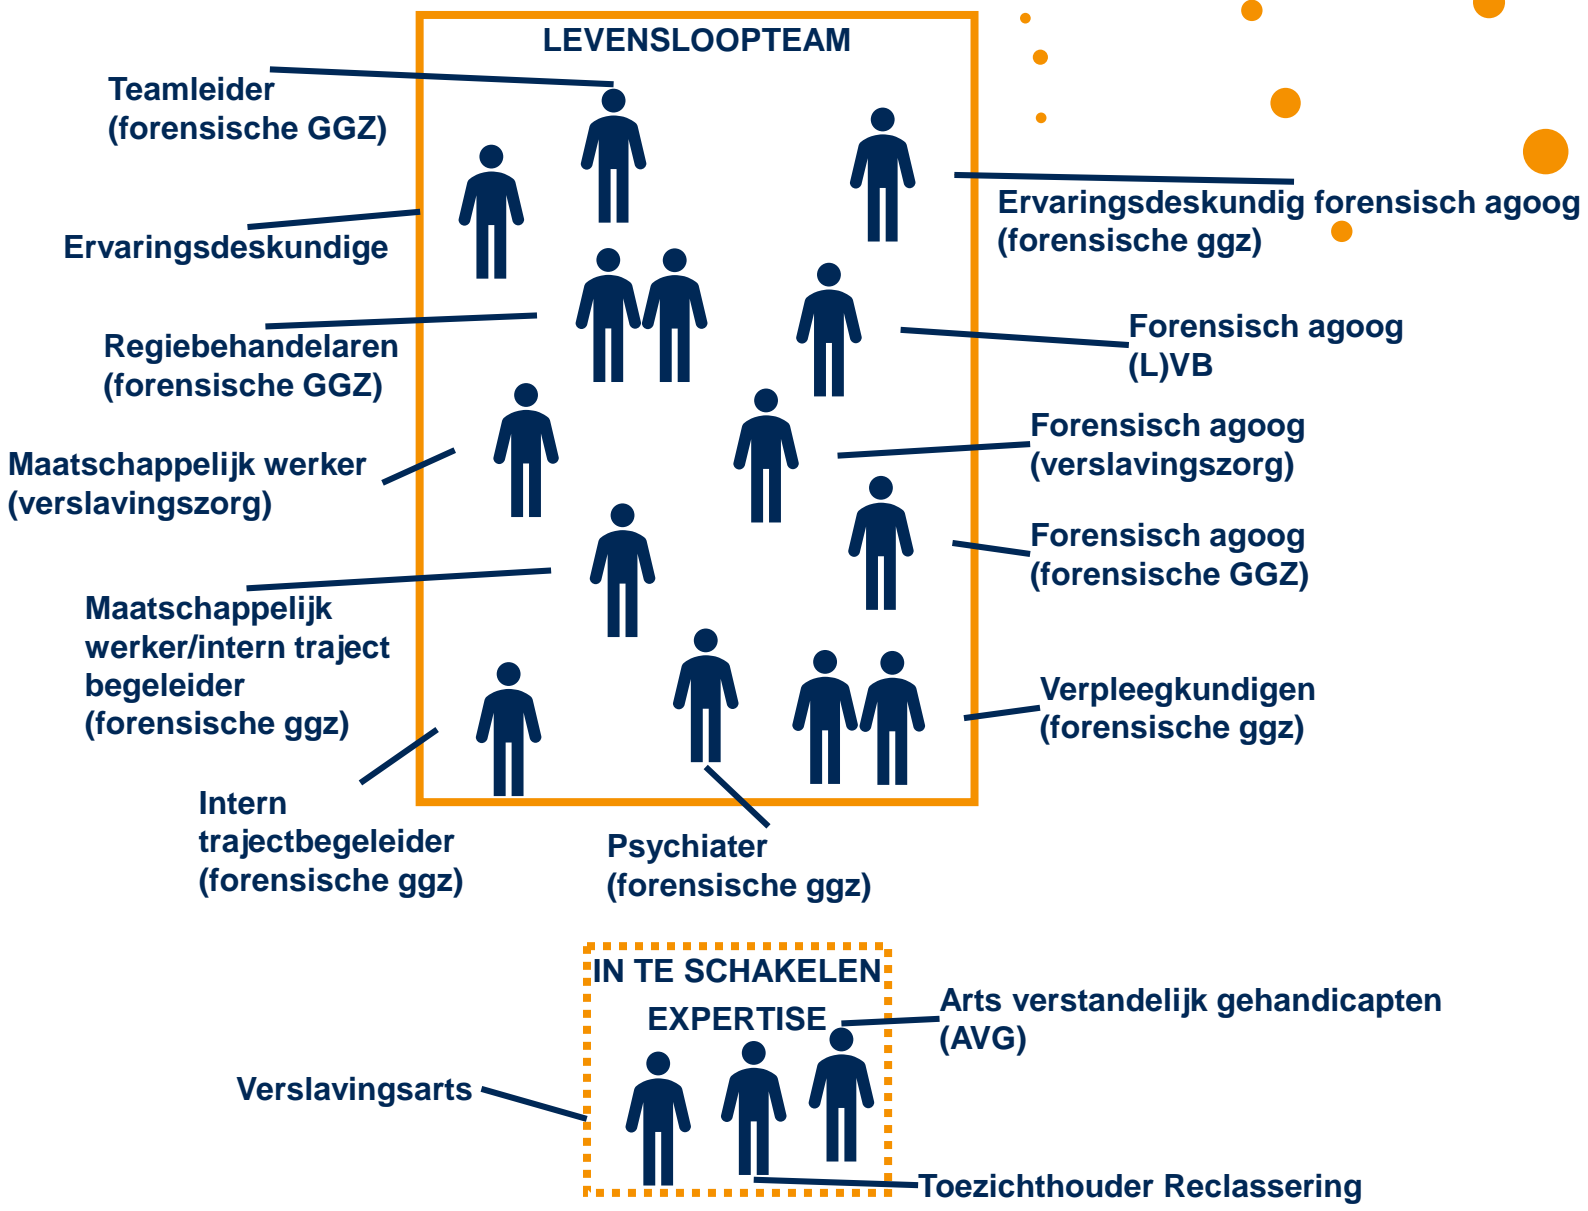 LEVENSLOOPTEAM
Teamleider
(forensische GGZ)
Ervaringsdeskundige
Regiebehandelaren
(forensische GGZ)
Maatschappelijk werker
(verslavingszorg)
Maatschappelijk
werker/intern traject
begeleider
(forensische ggz)
Intern
trajectbegeleider
(forensische ggz)
Psychiater
(forensische ggz)
Ervaringsdeskundig forensisch agoog
(forensische ggz)
Forensisch agoog
(L)VB
Forensisch agoog
(verslavingszorg)
Forensisch agoog
(forensische GGZ)
Verpleegkundigen
(forensische ggz)
IN TE SCHAKELEN
EXPERTISE
Arts verstandelijk gehandicapten
(AVG)
Verslavingsarts
Toezichthouder Reclassering